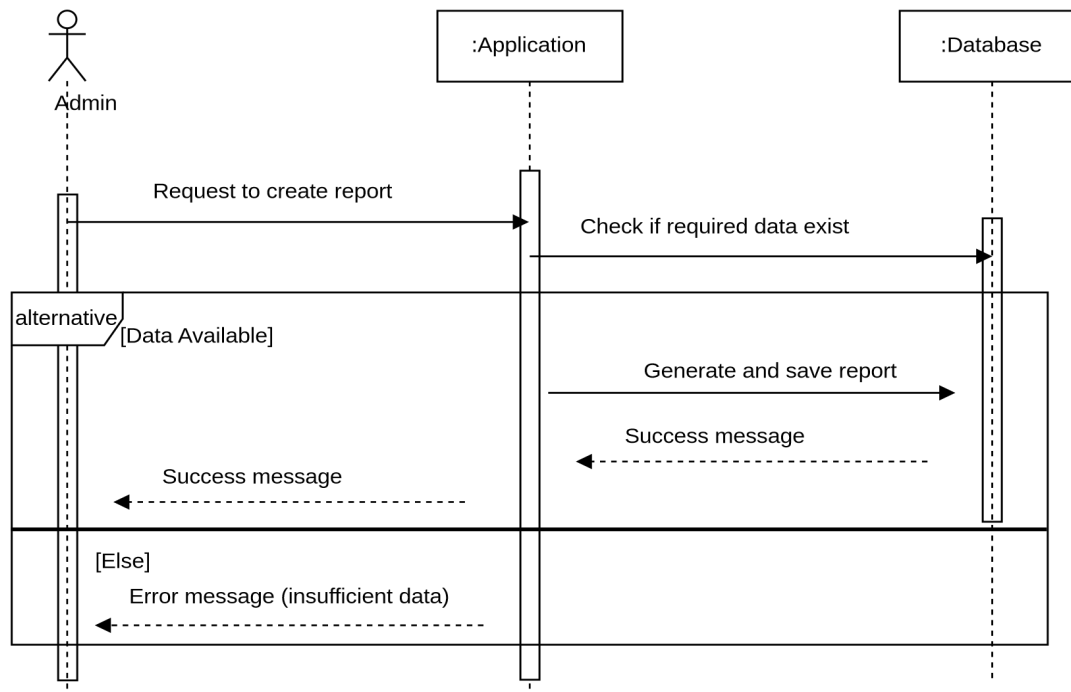 :Application
:Database
Admin
Request to create report
Check if required data exist
alternative
[Data Available]
Generate and save report
Success message
Success message
[Else]
Error message (insufficient data)